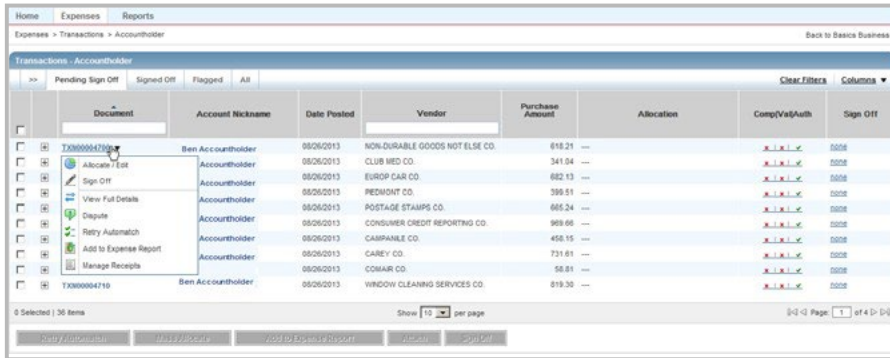 Home Expenses Reports
Expenses > Transactions > Accountholder Back to Basics Business
Transactions - Accountholder
>> Pending Sign Off Signed Off Flagged All Clear Filters Columns ▼
Document Account Nickname Date Posted Vendor Purchase Amount Allocation Comp|Val|Auth Sign Off
TXN00004700 Ben Accountholder 08/26/2013 NON-DURABLE GOODS NOT ELSE CO. 618.21 --- x | x | ✔ none
Allocate / Edit Accountholder 08/26/2013 CLUB MED CO. 341.04 --- x | x | ✔ none
Sign Off Accountholder 08/26/2013 EUROP CAR CO. 682.13 --- x | x | ✔ none
View Full Details Accountholder 08/26/2013 PIEDMONT CO. 399.51 --- x | x | ✔ none
Dispute Accountholder 08/26/2013 POSTAGE STAMPS CO. 665.24 --- x | x | ✔ none
Retry Automatch Accountholder 08/26/2013 CONSUMER CREDIT REPORTING CO. 969.66 --- x | x | ✔ none
Add to Expense Report Accountholder 08/26/2013 CAMPANILE CO. 458.15 --- x | x | ✔ none
Manage Receipts Accountholder 08/26/2013 CAREY CO. 731.61 --- x | x | ✔ none
Accountholder 08/26/2013 COMAIR CO. 58.81 --- x | x | ✔ none
TXN00004710 Ben Accountholder 08/26/2013 WINDOW CLEANING SERVICES CO. 819.30 --- x | x | ✔ none
0 Selected | 36 items Show 10 per page Page: 1 of 4
Retry Automatch Mass Allocate Add to Expense Report Attach Sign Off